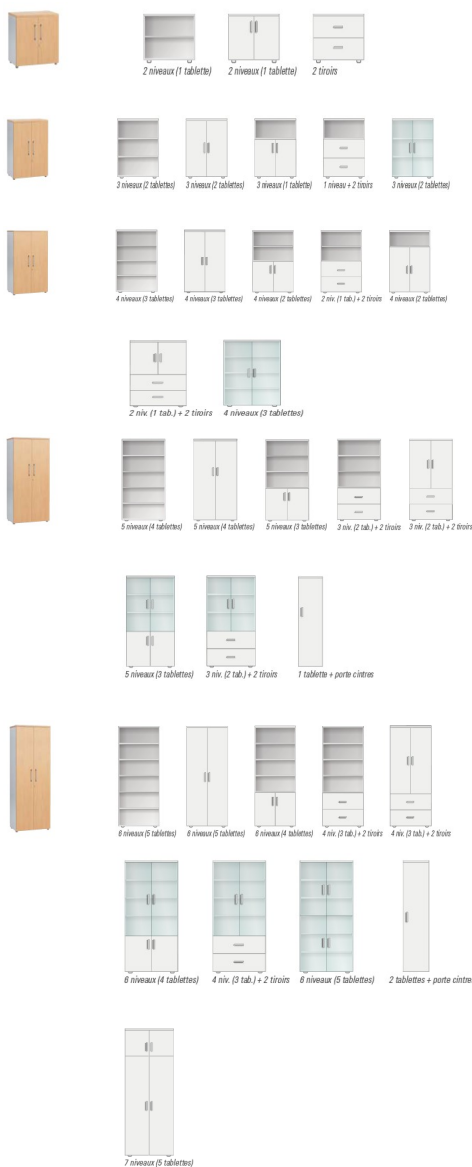 2 niveaux (1 tablette) 2 niveaux (1 tablette) 2 tiroirs
3 niveaux (2 tablettes) 3 niveaux (2 tablettes) 3 niveaux (1 tablette) 1 niveau + 2 tiroirs 3 niveaux (2 tablettes)
4 niveaux (3 tablettes) 4 niveaux (3 tablettes) 4 niveaux (2 tablettes) 2 niv. (1 tab.) + 2 tiroirs 4 niveaux (2 tablettes)
2 niv. (1 tab.) + 2 tiroirs 4 niveaux (3 tablettes)
5 niveaux (4 tablettes) 5 niveaux (4 tablettes) 5 niveaux (3 tablettes) 3 niv. (2 tab.) + 2 tiroirs 3 niv. (2 tab.) + 2 tiroirs
5 niveaux (3 tablettes) 3 niv. (2 tab.) + 2 tiroirs 1 tablette + porte cintres
6 niveaux (5 tablettes) 6 niveaux (5 tablettes) 6 niveaux (4 tablettes) 4 niv. (3 tab.) + 2 tiroirs 4 niv. (3 tab.) + 2 tiroirs
6 niveaux (4 tablettes) 4 niv. (3 tab.) + 2 tiroirs 6 niveaux (5 tablettes) 2 tablettes + porte cintres
7 niveaux (5 tablettes)